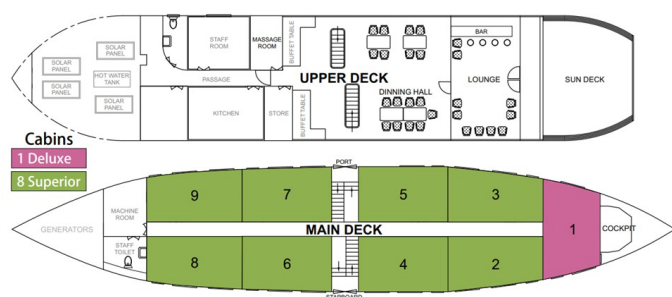 SOLAR
PANEL
SOLAR
PANEL
SOLAR
PANEL
SOLAR
PANEL
HOT WATER
TANK
STAFF
ROOM
MASSAGE
ROOM
BUFFET TABLE
PASSAGE
KITCHEN
STORE
BUFFET TABLE
UPPER DECK
DINNING HALL
BAR
LOUNGE
SUN DECK
Cabins
1 Deluxe
8 Superior
PORT
GENERATORS
MACHINE
ROOM
STAFF
TOILET
9
7
5
3
MAIN DECK
1
COCKPIT
8
6
4
2
STARBOARD